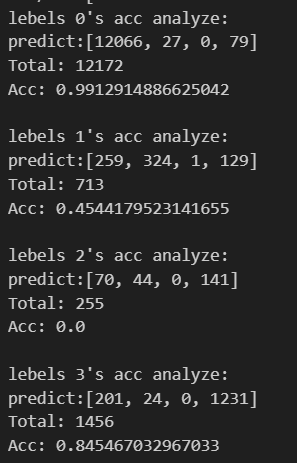 lebels 0's acc analyze:
predict:[12066, 27, 0, 79]
Total: 12172
Acc: 0.9912914886625042
lebels 1's acc analyze:
predict:[259, 324, 1, 129]
Total: 713
Acc: 0.4544179523141655
lebels 2's acc analyze:
predict:[70, 44, 0, 141]
Total: 255
Acc: 0.0
lebels 3's acc analyze:
predict:[201, 24, 0, 1231]
Total: 1456
Acc: 0.845467032967033